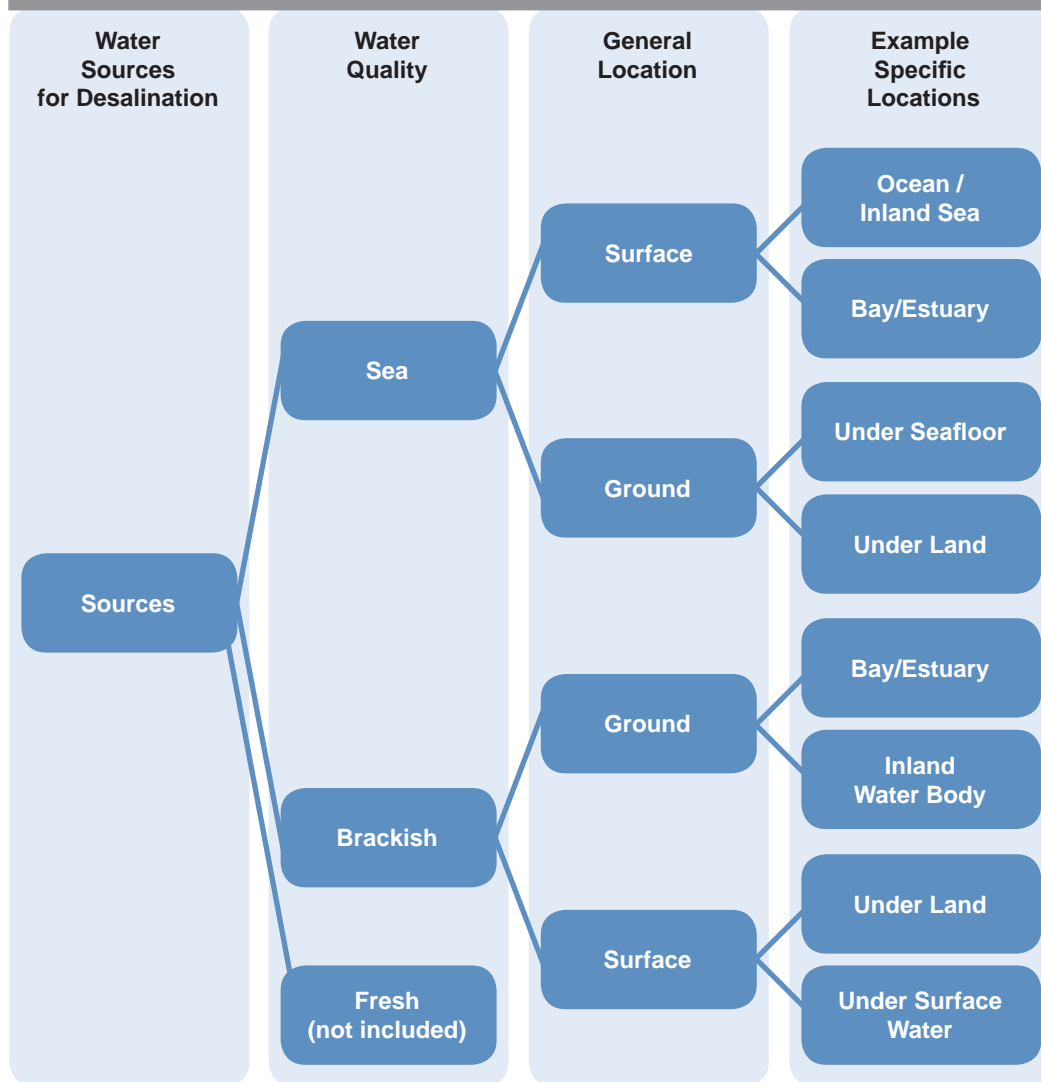 Water
Sources
for Desalination
Water
Quality
General
Location
Example
Specific
Locations
Sources
Sea
Brackish
Fresh
(not included)
Surface
Ground
Ground
Surface
Ocean /
Inland Sea
Bay/Estuary
Under Seafloor
Under Land
Bay/Estuary
Inland
Water Body
Under Land
Under Surface
Water